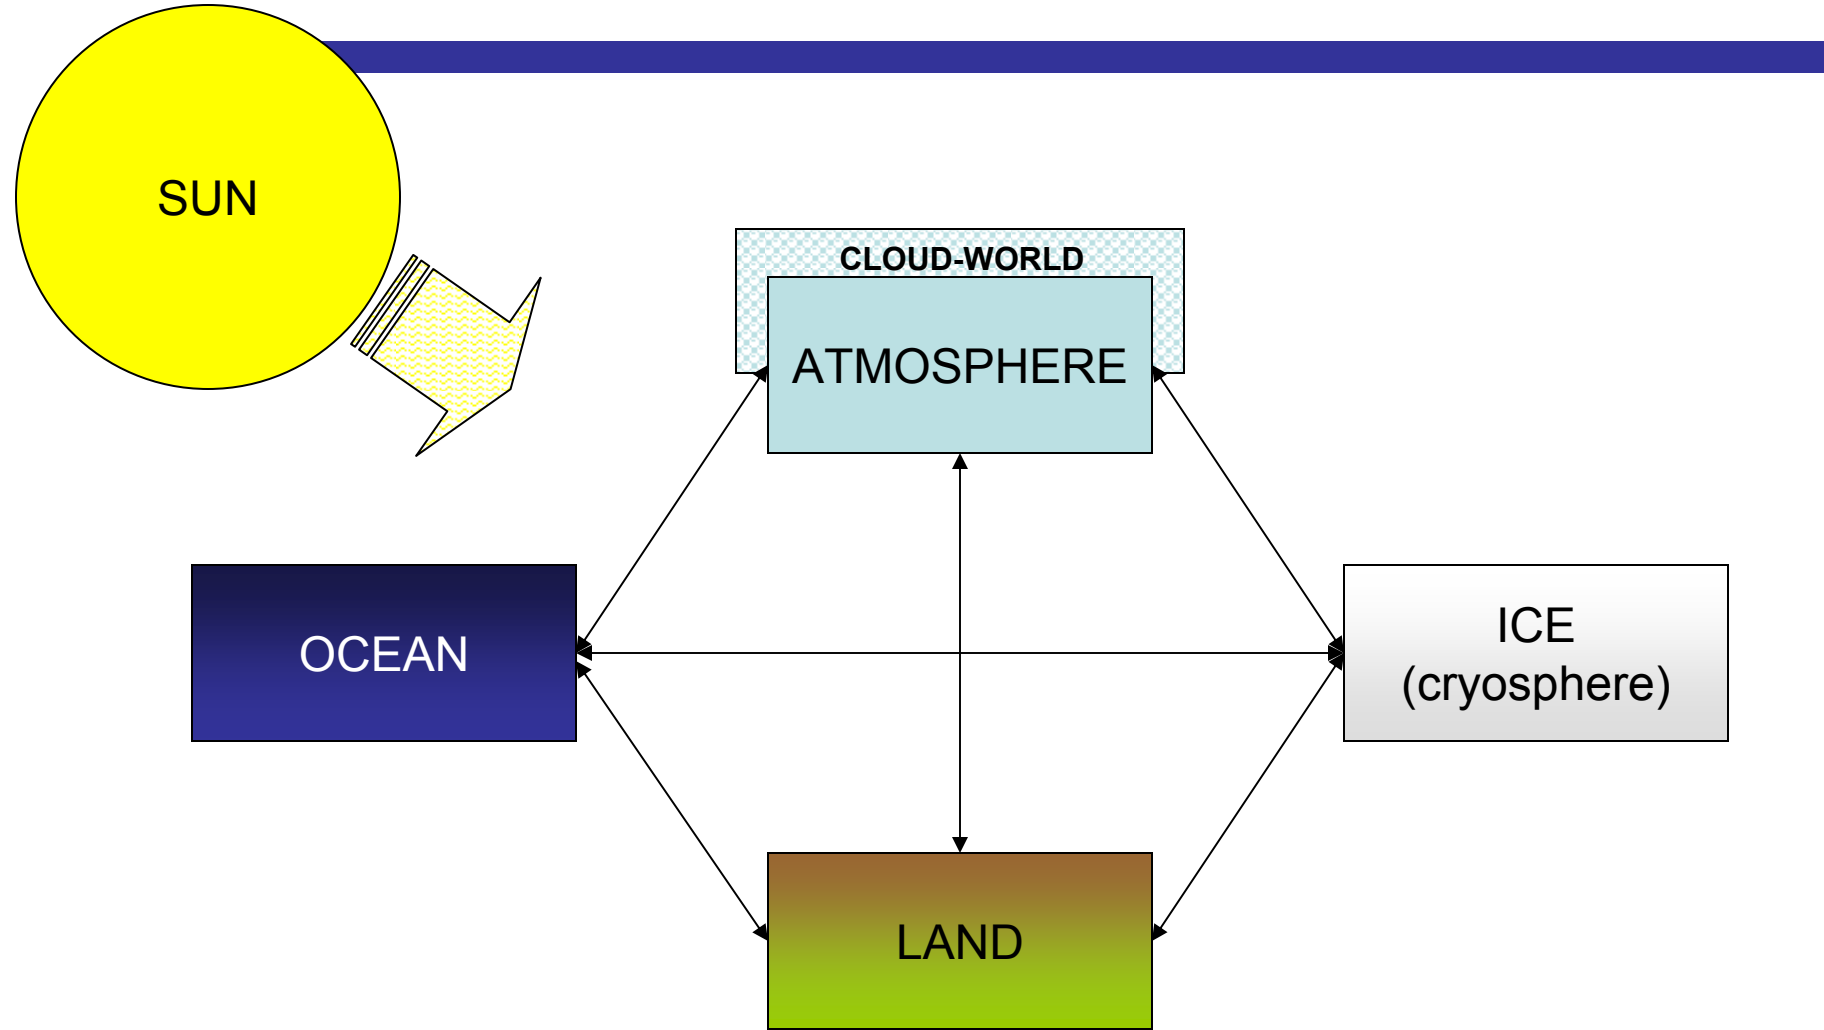 SUN
CLOUD-WORLD
ATMOSPHERE
OCEAN
ICE
(cryosphere)
LAND